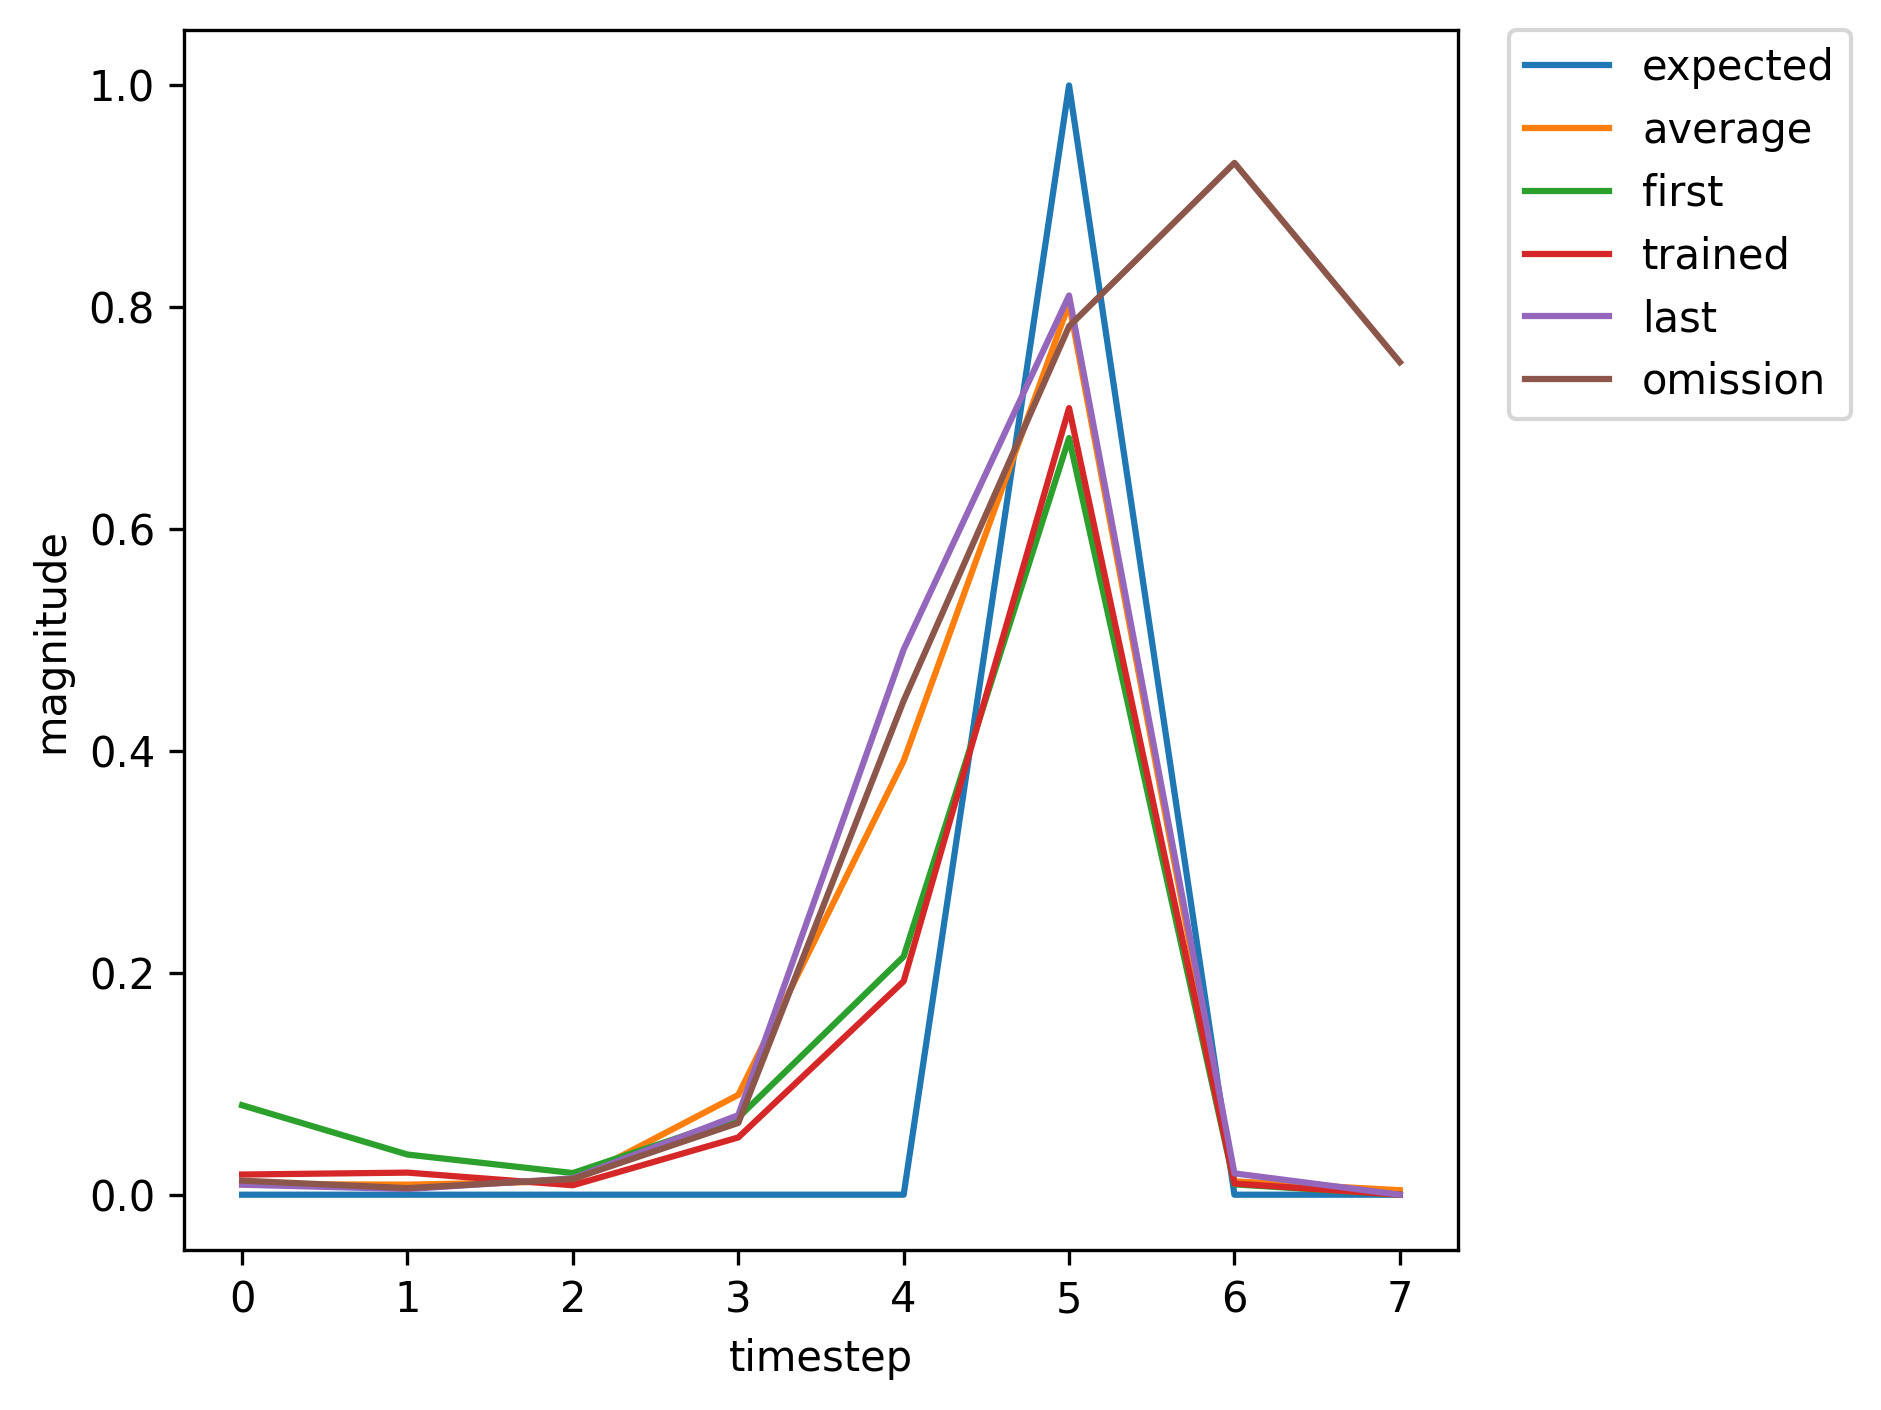 1.0
0.8
0.6
0.4
0.2
0.0
magnitude
0 1 2 3 4 5 6 7
timestep
expected
average
first
trained
last
omission